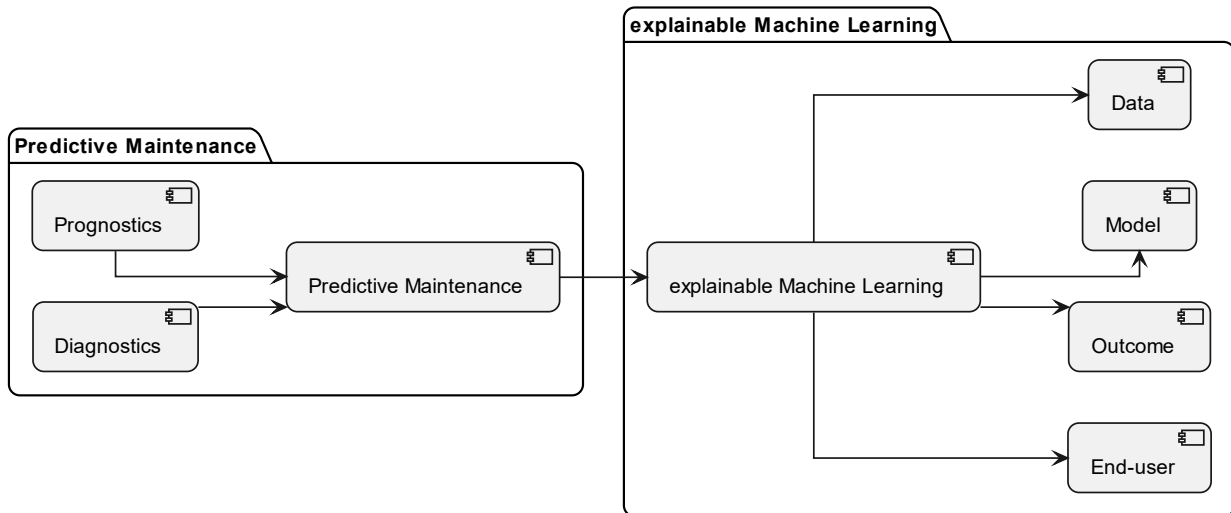 explainable Machine Learning
Data
Predictive Maintenance
Prognostics
Model
Predictive Maintenance
explainable Machine Learning
Diagnostics
Outcome
End-user